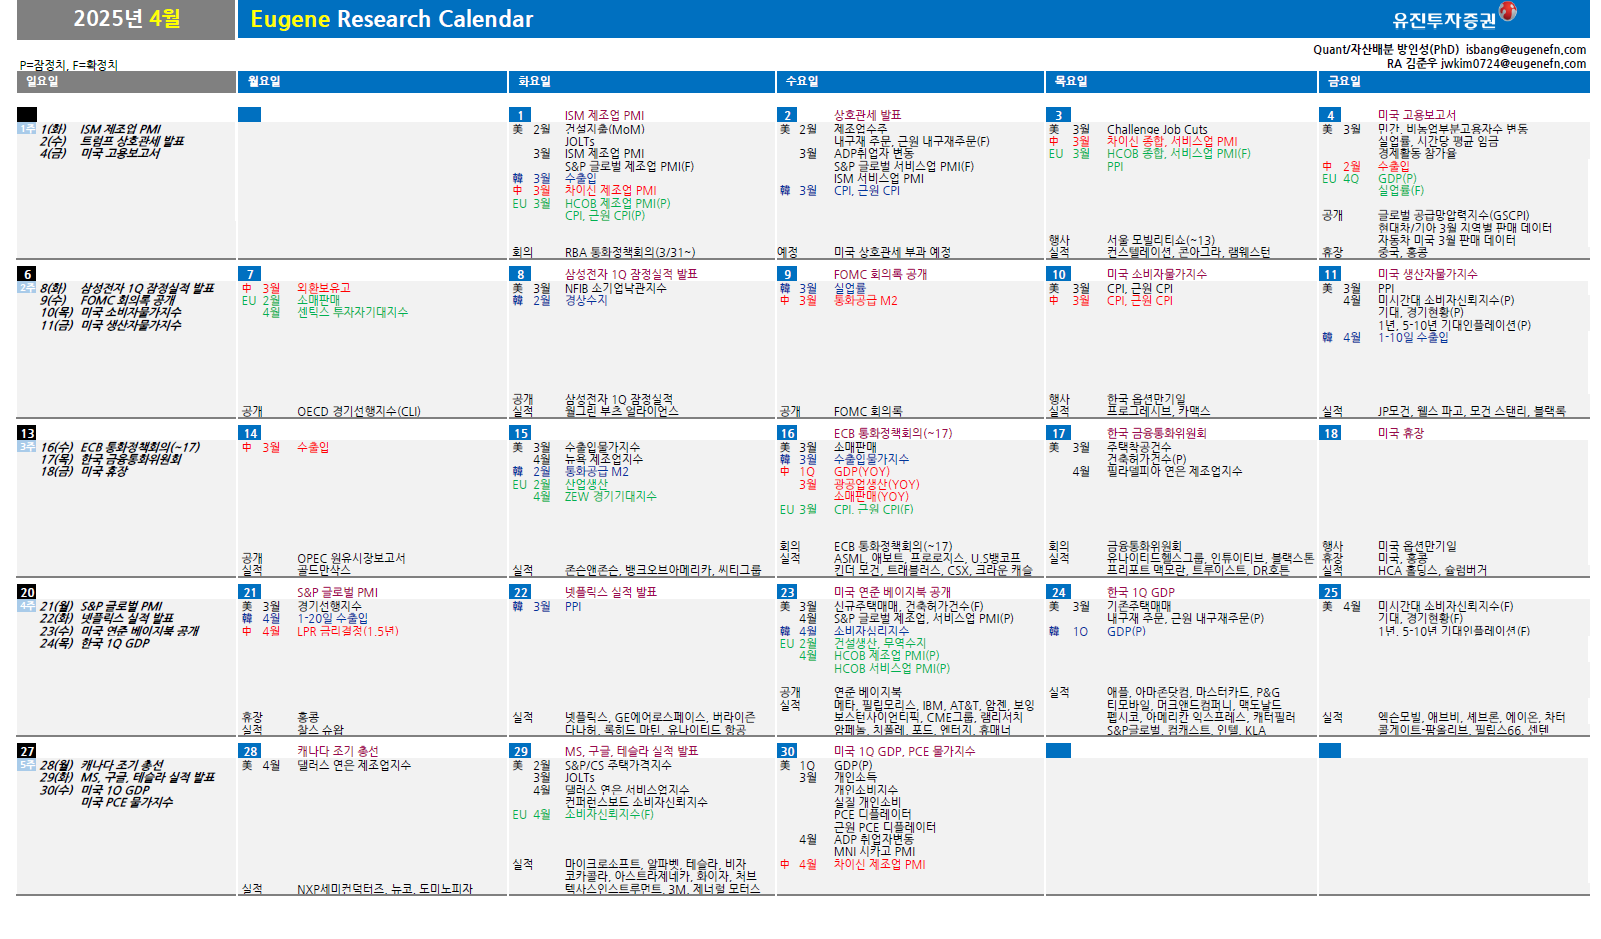 2025년 4월
Eugene Research Calendar
유진투자증권
Quant/자산배분 방인성(PhD) isbang@eugenefn.com
P=잠정치, F=확정치
RA 김준우 jwkim0724@eugenefn.com
일요일 월요일 화요일 수요일 목요일 금요일
1주 1(화) ISM 제조업 PMI
2(수) 트럼프 상호관세 발표
4(금) 미국 고용보고서
1 ISM 제조업 PMI
美 2월 건설지출(MoM)
JOLTs
3월 ISM 제조업 PMI
S&P 글로벌 제조업 PMI(F)
韓 3월 수출입
中 3월 차이신 제조업 PMI
EU 3월 HCOB 제조업 PMI(P)
CPI, 근원 CPI(P)
회의 RBA 통화정책회의(3/31~)
2 상호관세 발표
美 2월 제조업수주
내구재 주문, 근원 내구재주문(F)
3월 ADP취업자 변동
S&P 글로벌 서비스업 PMI(F)
ISM 서비스업 PMI
韓 3월 CPI, 근원 CPI
예정 미국 상호관세 부과 예정
3
美 3월 Challenge Job Cuts
中 3월 차이신 종합, 서비스업 PMI
EU 3월 HCOB 종합, 서비스업 PMI(F)
PPI
행사 서울 모빌리티쇼(~13)
실적 컨스텔레이션, 콘아그라, 램웨스턴
4 미국 고용보고서
美 3월 민간, 비농업부분고용자수 변동
실업률, 시간당 평균 임금
경제활동 참가율
中 2월 수출입
EU 4Q GDP(P)
실업률(F)
공개 글로벌 공급망압력지수(GSCPI)
현대차/기아 3월 지역별 판매 데이터
자동차 미국 3월 판매 데이터
휴장 중국, 홍콩
6
2주 8(화) 삼성전자 1Q 잠정실적 발표
9(수) FOMC 회의록 공개
10(목) 미국 소비자물가지수
11(금) 미국 생산자물가지수
7
中 3월 외환보유고
EU 2월 소매판매
4월 센틱스 투자자기대지수
공개 OECD 경기선행지수(CLI)
8 삼성전자 1Q 잠정실적 발표
美 3월 NFIB 소기업낙관지수
韓 2월 경상수지
공개 삼성전자 1Q 잠정실적
실적 월그린 부츠 얼라이언스
9 FOMC 회의록 공개
韓 3월 실업률
中 3월 통화공급 M2
공개 FOMC 회의록
10 미국 소비자물가지수
美 3월 CPI, 근원 CPI
中 3월 CPI, 근원 CPI
행사 한국 옵션만기일
실적 프로그레시브, 카맥스
11 미국 생산자물가지수
美 3월 PPI
4월 미시간대 소비자신뢰지수(P)
기대, 경기현황(P)
1년, 5-10년 기대인플레이션(P)
韓 4월 1-10일 수출입
실적 JP모건, 웰스 파고, 모건 스탠리, 블랙록
13
3주 16(수) ECB 통화정책회의(~17)
17(목) 한국 금융통화위원회
18(금) 미국 휴장
14
中 3월 수출입
공개 OPEC 원유시장보고서
실적 골드만삭스
15
美 3월 수출입물가지수
4월 뉴욕 제조업지수
韓 2월 통화공급 M2
EU 2월 산업생산
4월 ZEW 경기기대지수
실적 존슨앤존슨, 뱅크오브아메리카, 씨티그룹
16 ECB 통화정책회의(~17)
美 3월 소매판매
韓 3월 수출입물가지수
中 1Q GDP(YOY)
3월 광공업생산(YOY)
소매판매(YOY)
EU 3월 CPI, 근원 CPI(F)
회의 ECB 통화정책회의(~17)
실적 ASML, 애보트, 프로로지스, U.S뱅코프
킨더 모건, 트래블러스, CSX, 크라운 캐슬
17 한국 금융통화위원회
美 3월 주택착공건수
건축허가건수(P)
4월 필라델피아 연은 제조업지수
회의 금융통화위원회
실적 유나이티드헬스그룹, 인튜이티브, 블랙스톤
프리포트 맥모란, 트루이스트, DR호튼
18 미국 휴장
행사 미국 옵션만기일
휴장 미국, 홍콩
실적 HCA 홀딩스, 슐럼버거
20
4주 21(월) S&P 글로벌 PMI
22(화) 넷플릭스 실적 발표
23(수) 미국 연준 베이지북 공개
24(목) 한국 1Q GDP
21 S&P 글로벌 PMI
美 3월 경기선행지수
韓 4월 1-20일 수출입
中 4월 LPR 금리결정(1,5년)
휴장 홍콩
실적 찰스 슈왑
22 넷플릭스 실적 발표
韓 3월 PPI
실적 넷플릭스, GE에어로스페이스, 버라이즌
다나허, 록히드 마틴, 유나이티드 항공
23 미국 연준 베이지북 공개
美 3월 신규주택매매, 건축허가건수(F)
4월 S&P 글로벌 제조업, 서비스업 PMI(P)
韓 4월 소비자심리지수
EU 2월 건설생산, 무역수지
4월 HCOB 제조업 PMI(P)
HCOB 서비스업 PMI(P)
공개 연준 베이지북
실적 메타, 필립모리스, IBM, AT&T, 암젠, 보잉
보스턴사이언티픽, CME그룹, 램리서치
암페놀, 치폴레, 포드, 엔터지, 휴매너
24 한국 1Q GDP
美 3월 기존주택매매
내구재 주문, 근원 내구재주문(P)
韓 1Q GDP(P)
실적 애플, 아마존닷컴, 마스터카드, P&G
티모바일, 머크앤드컴퍼니, 맥도날드
펩시코, 아메리칸 익스프레스, 캐터필러
S&P글로벌, 컴캐스트, 인텔, KLA
25
美 4월 미시간대 소비자신뢰지수(F)
기대, 경기현황(F)
1년, 5-10년 기대인플레이션(F)
실적 엑슨모빌, 애브비, 셰브론, 에이온, 차터
콜게이트-팜올리브, 필립스66, 센텐
27
5주 28(월) 캐나다 조기 총선
29(화) MS, 구글, 테슬라 실적 발표
30(수) 미국 1Q GDP
미국 PCE 물가지수
28 캐나다 조기 총선
美 4월 댈러스 연은 제조업지수
실적 NXP세미컨덕터즈, 뉴코, 도미노피자
29 MS, 구글, 테슬라 실적 발표
美 2월 S&P/CS 주택가격지수
3월 JOLTs
4월 댈러스 연은 서비스업지수
컨퍼런스보드 소비자신뢰지수
EU 4월 소비자신뢰지수(F)
실적 마이크로소프트, 알파벳, 테슬라, 비자
코카콜라, 아스트라제네카, 화이자, 처브
텍사스인스트루먼트, 3M, 제너럴 모터스
30 미국 1Q GDP, PCE 물가지수
美 1Q GDP(P)
3월 개인소득
개인소비지수
실질 개인소비
PCE 디플레이터
근원 PCE 디플레이터
4월 ADP 취업자변동
MNI 시카고 PMI
中 4월 차이신 제조업 PMI